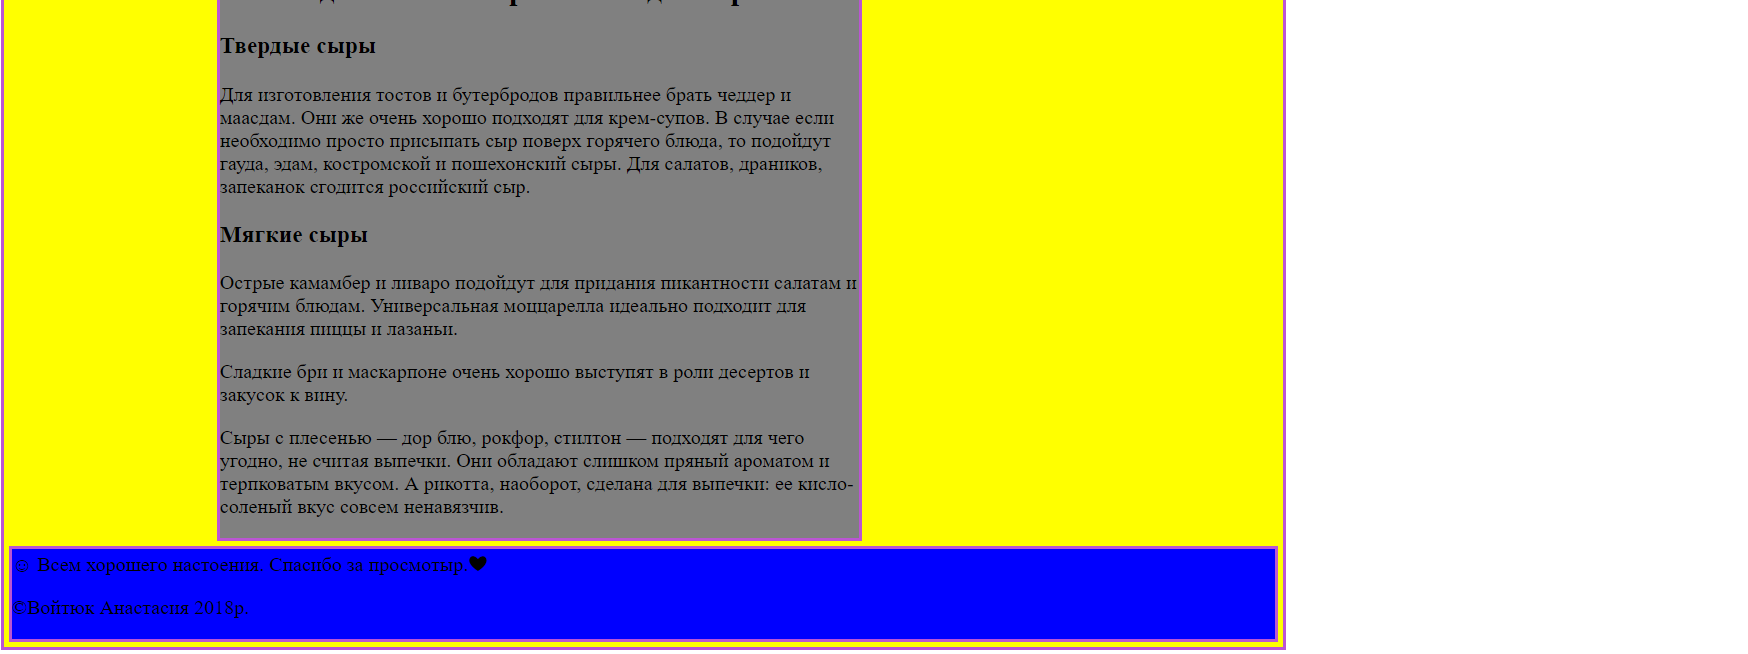 Твердые сыры
Для изготовления тостов и бутербродов правильнее брать чеддер и
маасдам. Они же очень хорошо подходят для крем-супов. В случае если
необходимо просто присыпать сыр поверх горячего блюда, то подойдут
гауда, эдам, костромской и пошехонский сыры. Для салатов, драников,
запеканок сгодится российский сыр.
Мягкие сыры
Острые камамбер и ливаро подойдут для придания пикантности салатам и
горячим блюдам. Универсальная моццарелла идеально подходит для
запекания пиццы и лазаньи.
Сладкие бри и маскарпоне очень хорошо выступят в роли десертов и
закусок к вину.
Сыры с плесенью — дор блю, рокфор, стилтон — подходят для чего
угодно, не считая выпечки. Они обладают слишком пряный ароматом и
терпковатым вкусом. А рикотта, наоборот, сделана для выпечки: ее кисло-
соленый вкус совсем ненавязчив.
☺ Всем хорошего настоения. Спасибо за просмотыр.♥
©Войтюк Анастасия 2018р.